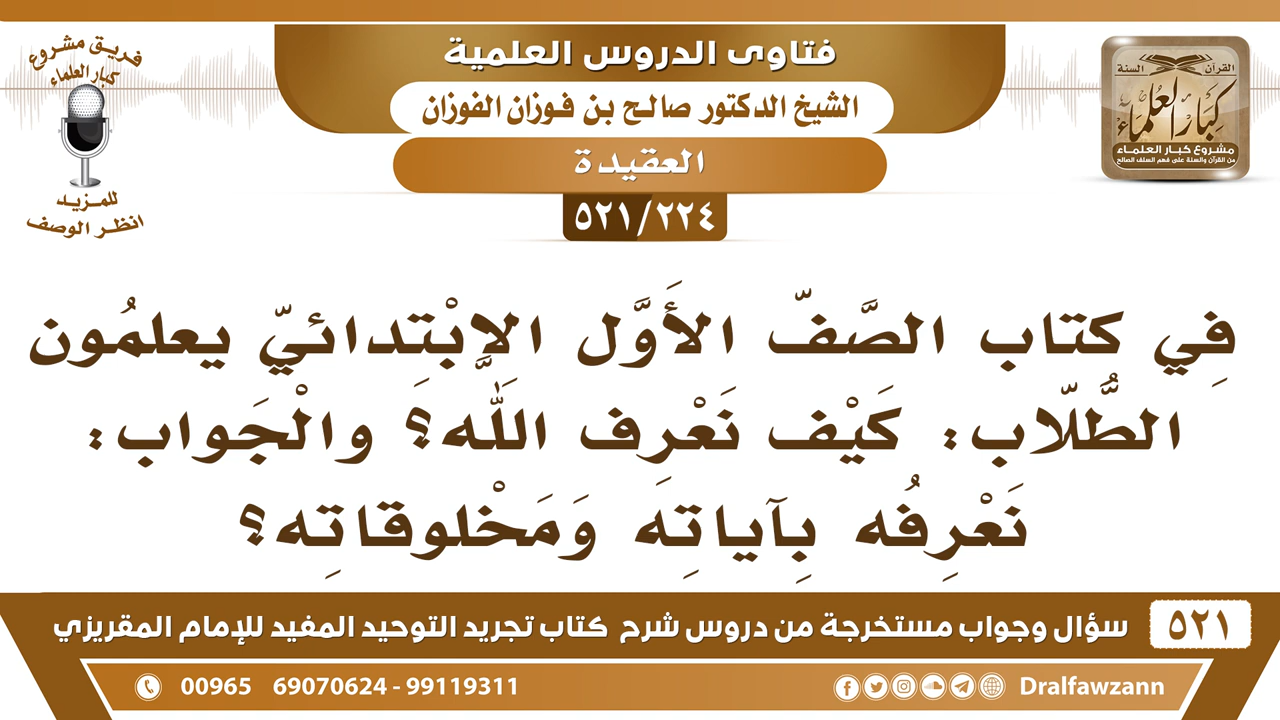 فتاوى الدروس العلمية
الشيخ الدكتور صالح بن فوزان الفوزان
العقيدة
٥٢١/٢٢٤
فريق مشروع
كبار العلماء
للمزيد
انظر الوصف
القرآن السنة
كبار العلماء
مشروع كبار العلماء
من القرآن والسنة على فهم السلف الصالح
فِي كتاب الصَّفّ الأَوَّل الاِبْتِدائيّ يعلمُون
الطُّلّاب: كَيْف نَعْرِف اللَّه؟ والْجَواب:
نَعْرِفُه بِآياتِه وَمَخْلوقاتِه؟
٥٢١ سؤال وجواب مستخرجة من دروس شرح كتاب تجريد التوحيد المفيد للإمام المقريزي
00965 69070624 - 99119311
Dralfawzann